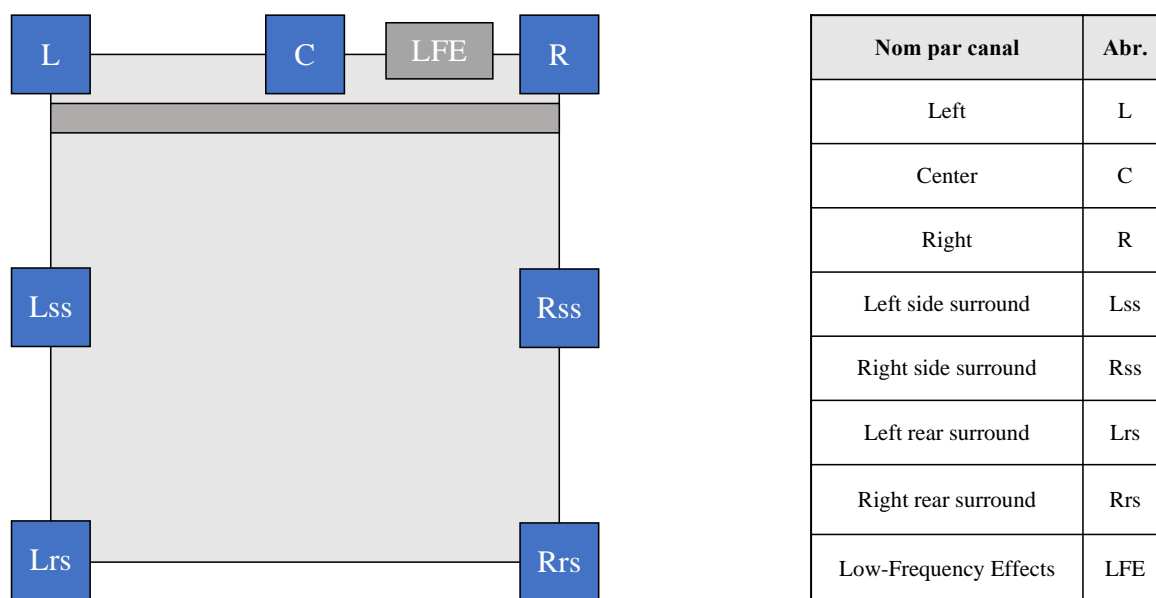 L
C
LFE
R
Lss
Rss
Lrs
Rrs
Nom par canal Abr.
Left L
Center C
Right R
Left side surround Lss
Right side surround Rss
Left rear surround Lrs
Right rear surround Rrs
Low-Frequency Effects LFE